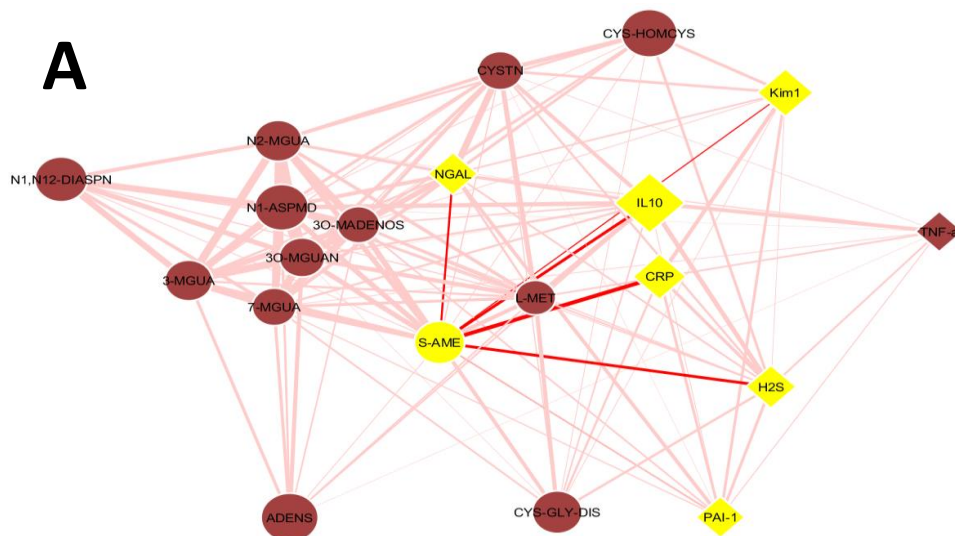 A
CYS-HOMCYS
CYSTN
Kim1
N2-MGUA
N1,N12-DIASPN
NGAL
N1-ASPMD
IL10
3O-MADENOS
TNF-a
3O-MGUAN
3-MGUA
CRP
L-MET
7-MGUA
S-AME
H2S
CYS-GLY-DIS
ADENS
PAI-1